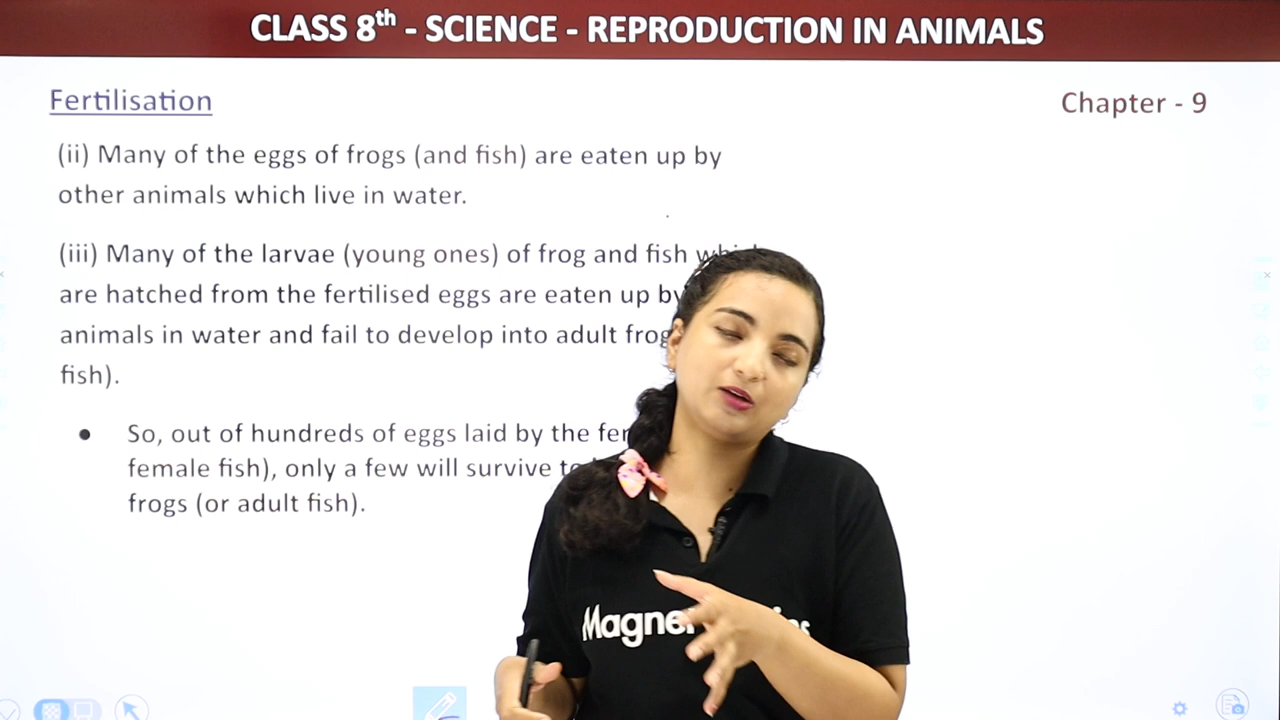 CLASS 8th - SCIENCE - REPRODUCTION IN ANIMALS
Fertilisation
Chapter - 9
(ii) Many of the eggs of frogs (and fish) are eaten up by
other animals which live in water.
(iii) Many of the larvae (young ones) of frog and fish which
are hatched from the fertilised eggs are eaten up by
animals in water and fail to develop into adult
fish).
• So, out of hundreds of eggs laid by the
female fish), only a few will survive to
frogs (or adult fish).